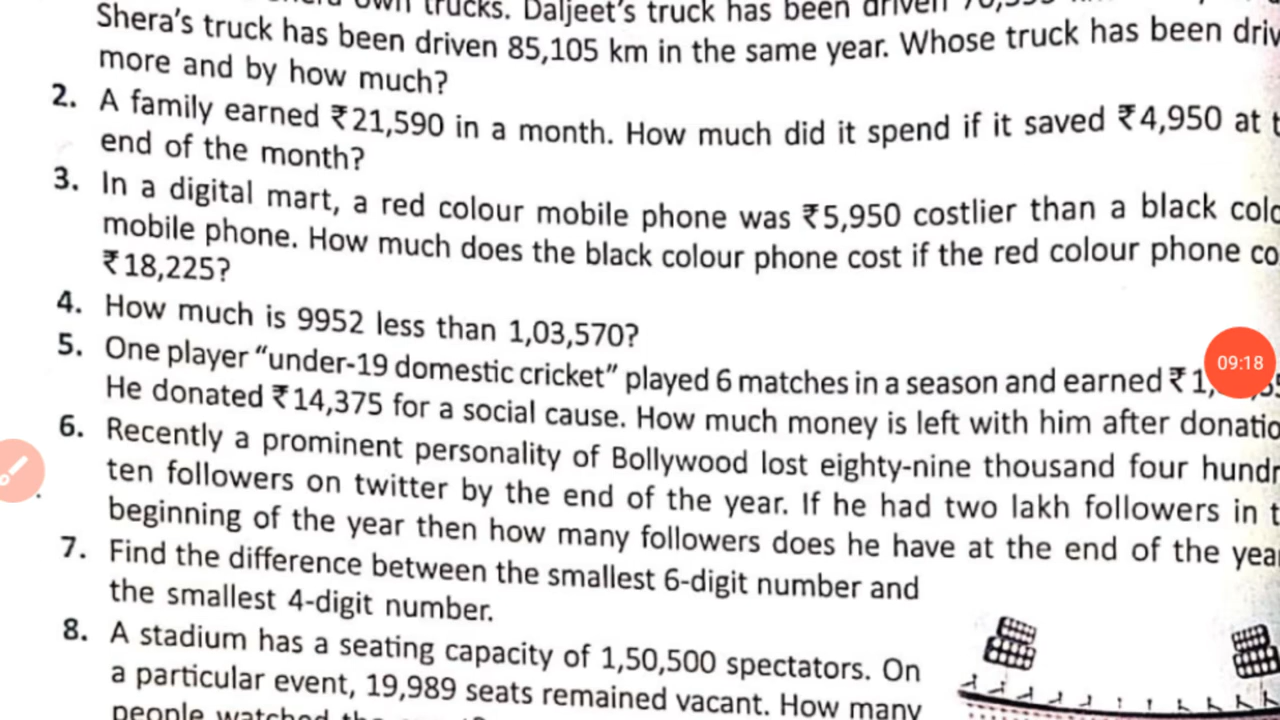 own trucks. Daljeet's truck has been driven
Shera's truck has been driven 85,105 km in the same year. Whose truck has been driv
more and by how much?
2. A family earned ₹21,590 in a month. How much did it spend if it saved ₹4,950 at t
end of the month?
3. In a digital mart, a red colour mobile phone was ₹5,950 costlier than a black colo
mobile phone. How much does the black colour phone cost if the red colour phone co
₹18,225?
4. How much is 9952 less than 1,03,570?
5. One player “under-19 domestic cricket” played 6 matches in a season and earned ₹1,
09:18
He donated ₹14,375 for a social cause. How much money is left with him after donatio
6. Recently a prominent personality of Bollywood lost eighty-nine thousand four hundr
ten followers on twitter by the end of the year. If he had two lakh followers in t
beginning of the year then how many followers does he have at the end of the year
7. Find the difference between the smallest 6-digit number and
the smallest 4-digit number.
8. A stadium has a seating capacity of 1,50,500 spectators. On
a particular event, 19,989 seats remained vacant. How many
people watched the